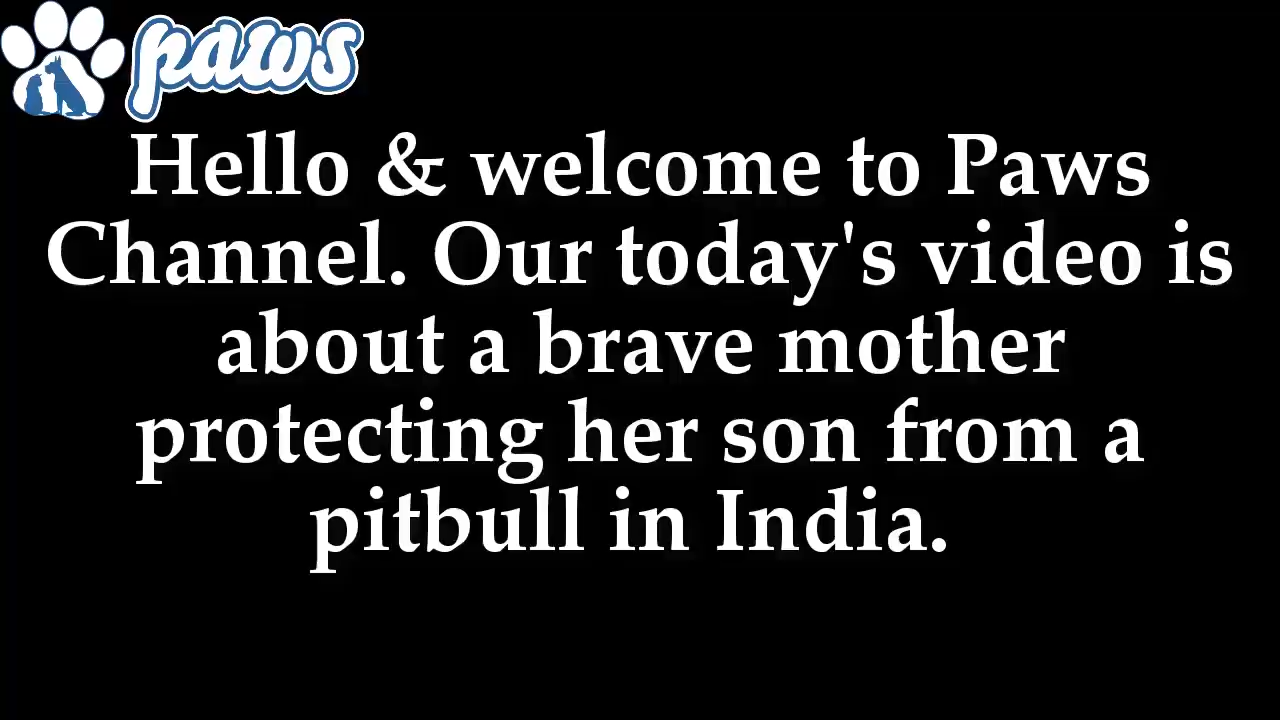 paws
Hello & welcome to Paws
Channel. Our today's video is
about a brave mother
protecting her son from a
pitbull in India.